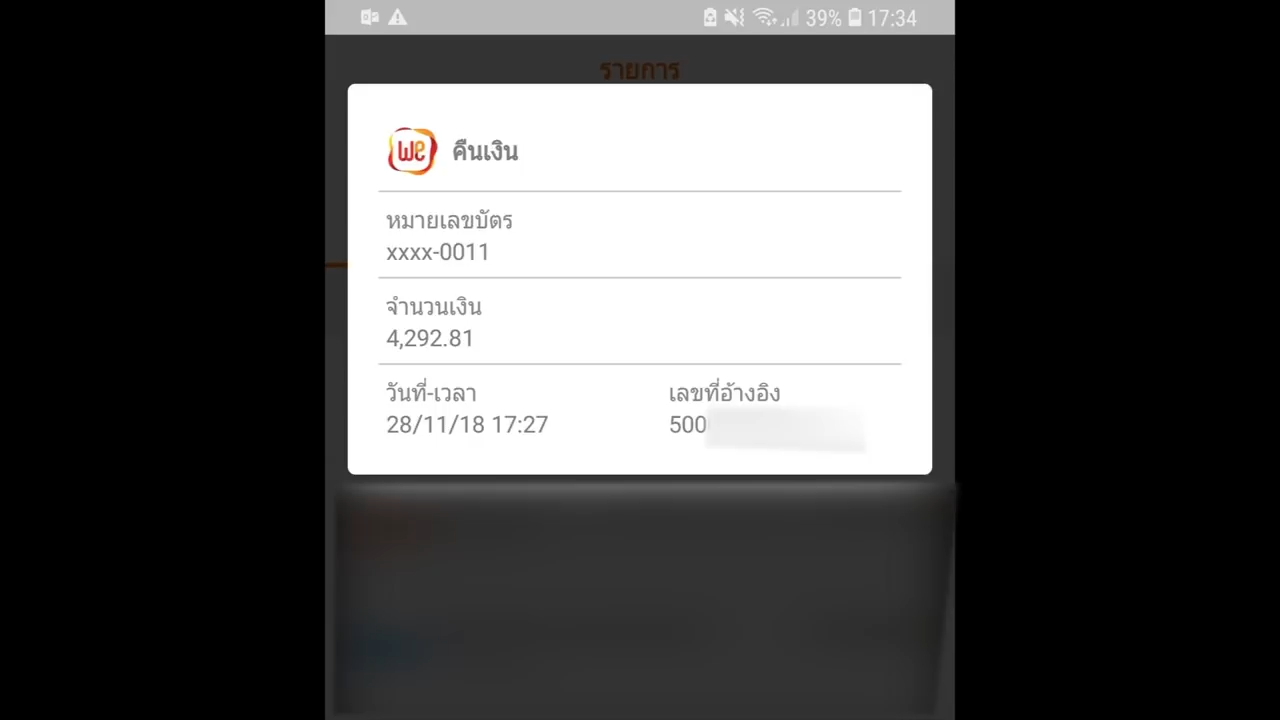 39% 17:34
รายการ
we คืนเงิน
หมายเลขบัตร
xxxx-0011
จำนวนเงิน
4,292.81
วันที่-เวลา
28/11/18 17:27
เลขที่อ้างอิง
500